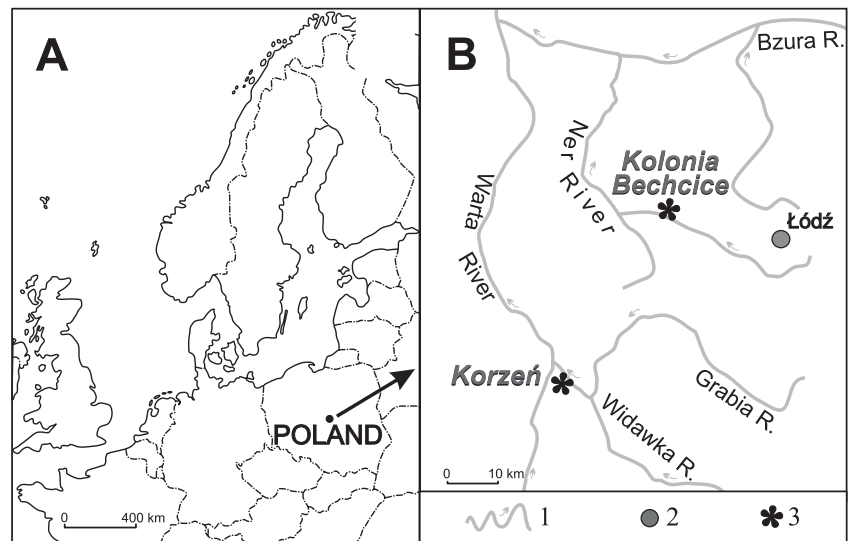 A
POLAND
0 400 km
B
Bzura R.
Ner River
Kolonia
Bechcice
Łódź
Warta
River
Korzeń
Grabia R.
Widawka R.
0 10 km
1
2
3